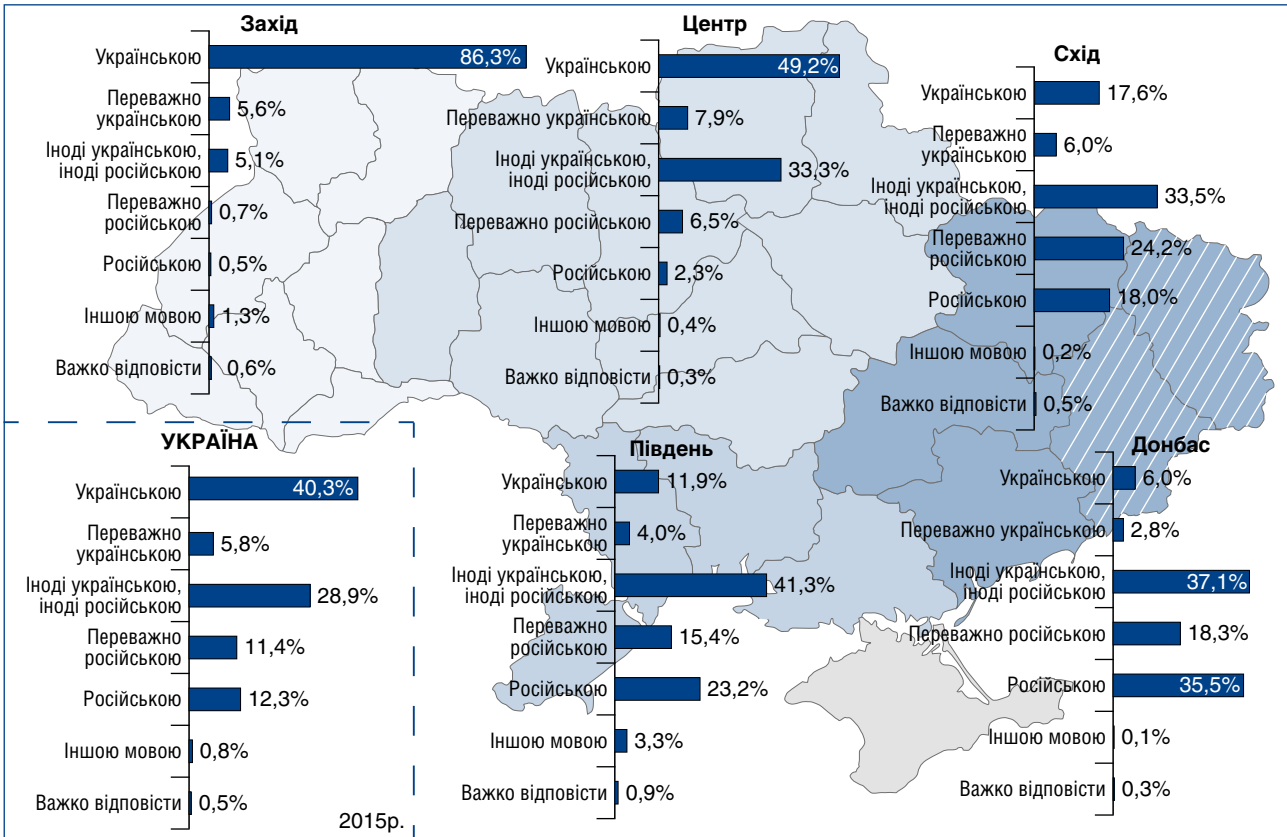 Захід
Українською 86,3%
Переважно
українською 5,6%
Іноді українською,
іноді російською 5,1%
Переважно
російською 0,7%
Російською 0,5%
Іншою мовою 1,3%
Важко відповісти 0,6%
Центр
Українською 49,2%
Переважно українською 7,9%
Іноді українською,
іноді російською 33,3%
Переважно російською 6,5%
Російською 2,3%
Іншою мовою 0,4%
Важко відповісти 0,3%
Схід
Українською 17,6%
Переважно
українською 6,0%
Іноді українською,
іноді російською 33,5%
Переважно
російською 24,2%
Російською 18,0%
Іншою мовою 0,2%
Важко відповісти 0,5%
УКРАЇНА
Українською 40,3%
Переважно
українською 5,8%
Іноді українською,
іноді російською 28,9%
Переважно
російською 11,4%
Російською 12,3%
Іншою мовою 0,8%
Важко відповісти 0,5%
2015р.
Південь
Українською 11,9%
Переважно
українською 4,0%
Іноді українською,
іноді російською 41,3%
Переважно
російською 15,4%
Російською 23,2%
Іншою мовою 3,3%
Важко відповісти 0,9%
Донбас
Українською 6,0%
Переважно українською 2,8%
Іноді українською,
іноді російською 37,1%
Переважно російською 18,3%
Російською 35,5%
Іншою мовою 0,1%
Важко відповісти 0,3%